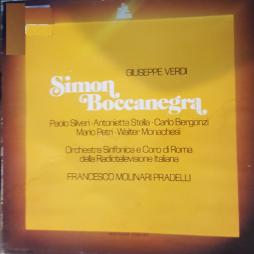 GIUSEPPE VERDI
Simon
Boccanegra
Paolo Silveri · Antonietta Stella · Carlo Bergonzi
Mario Petri · Walter Monachesi
Orchestra Sinfonica e Coro di Roma
della Radiotelevisione Italiana
FRANCESCO MOLINARI PRADELLI